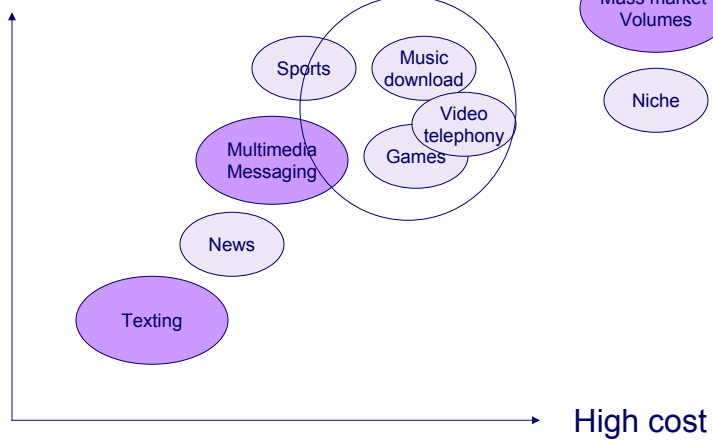 Mass market
Volumes
Sports
Music
download
Niche
Video
telephony
Multimedia
Messaging
Games
News
Texting
High cost